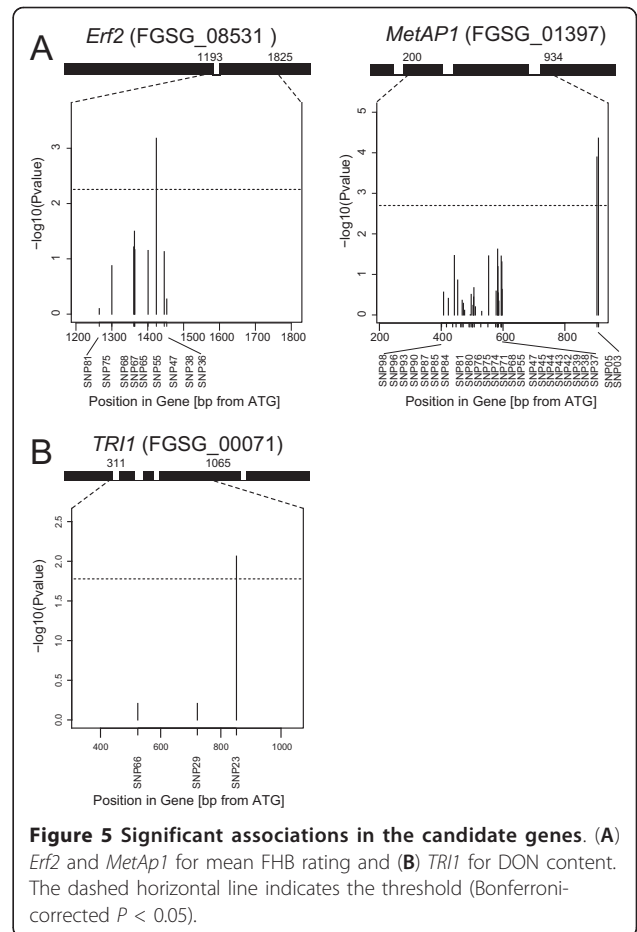 A
Erf2 (FGSG_08531 )
1193 1825
−log10(Pvalue)
3
2
1
0
1200 1300 1400 1500 1600 1700 1800
SNP81 SNP75 SNP68 SNP67 SNP65 SNP55 SNP47 SNP38 SNP36
Position in Gene [bp from ATG]
MetAP1 (FGSG_01397)
200 934
−log10(Pvalue)
5
4
3
2
1
0
200 400 600 800
SNP98 SNP96 SNP93 SNP90 SNP87 SNP85 SNP84 SNP81 SNP80 SNP76 SNP75 SNP74 SNP71 SNP68 SNP55 SNP47 SNP45 SNP44 SNP43 SNP42 SNP39 SNP38 SNP37 SNP05 SNP03
Position in Gene [bp from ATG]
B
TRI1 (FGSG_00071)
311 1065
−log10(Pvalue)
2.5
2.0
1.5
1.0
0.5
0.0
400 600 800 1000
SNP66 SNP29 SNP23
Position in Gene [bp from ATG]
Figure 5 Significant associations in the candidate genes. (A)
Erf2 and MetAp1 for mean FHB rating and (B) TRI1 for DON content.
The dashed horizontal line indicates the threshold (Bonferroni-
corrected P < 0.05).